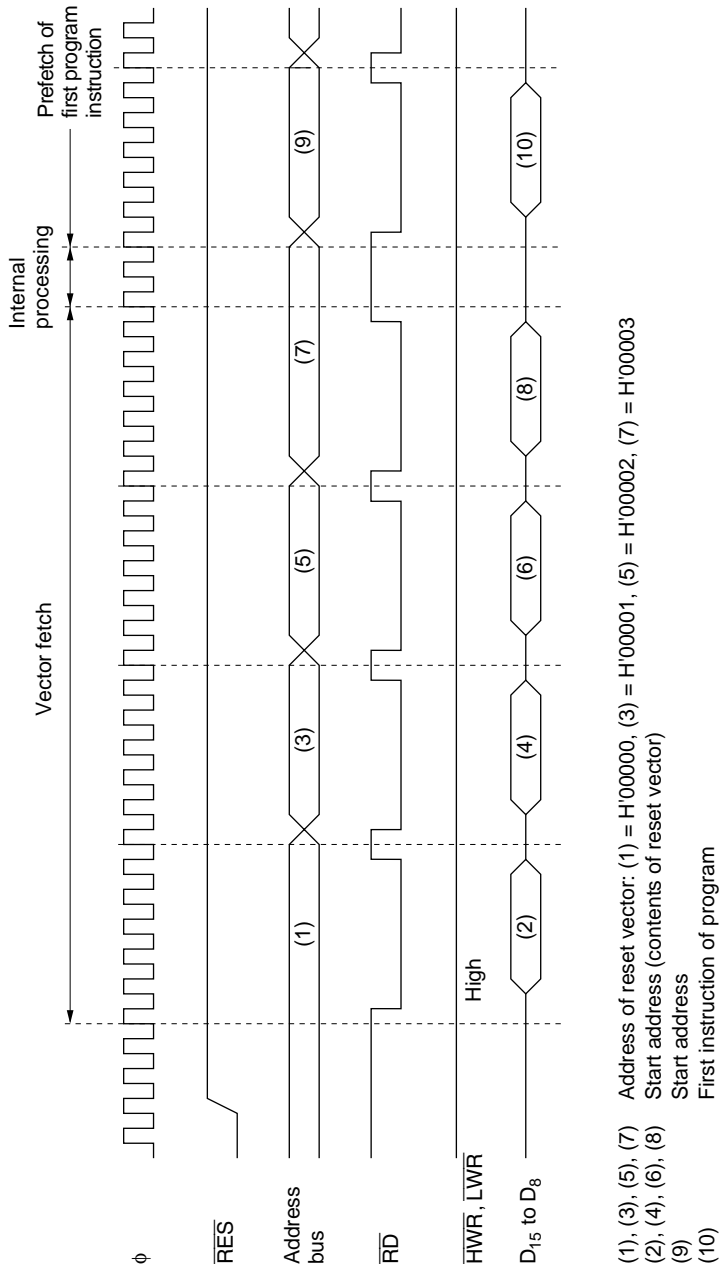 Vector fetch
Internal
processing
Prefetch of
first program
instruction
ϕ
RES
Address
bus
(1)
(3)
(5)
(7)
(9)
RD
HWR, LWR
High
D15 to D8
(2)
(4)
(6)
(8)
(10)
(1), (3), (5), (7) Address of reset vector: (1) = H'00000, (3) = H'00001, (5) = H'00002, (7) = H'00003
(2), (4), (6), (8) Start address (contents of reset vector)
(9) Start address
(10) First instruction of program